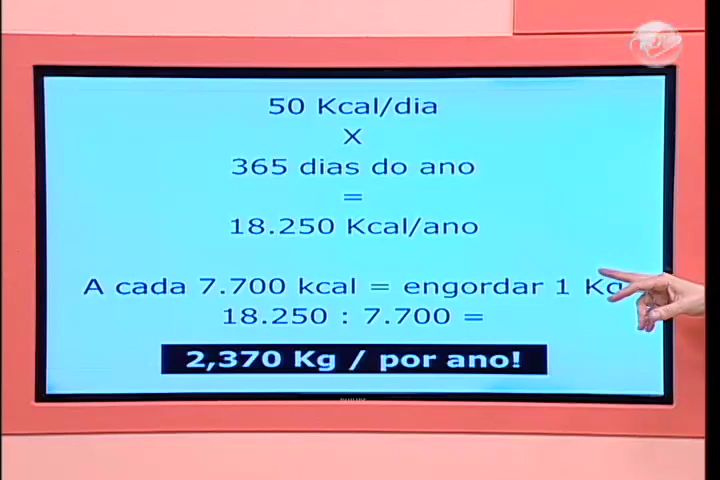 50 Kcal/dia
X
365 dias do ano
=
18.250 Kcal/ano
A cada 7.700 kcal = engordar 1 Kg
18.250 : 7.700 =
2,370 Kg / por ano!
PHILIPS